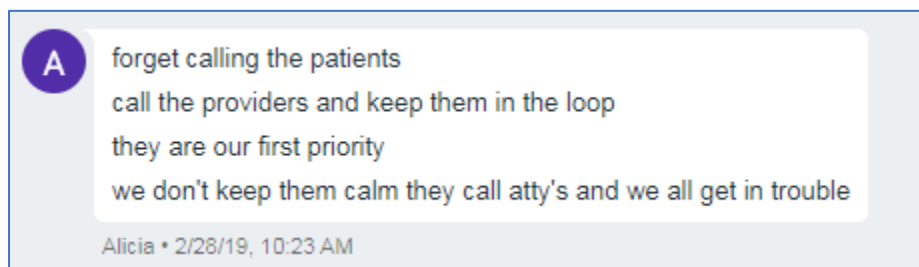 A
forget calling the patients
call the providers and keep them in the loop
they are our first priority
we don't keep them calm they call atty's and we all get in trouble
Alicia • 2/28/19, 10:23 AM